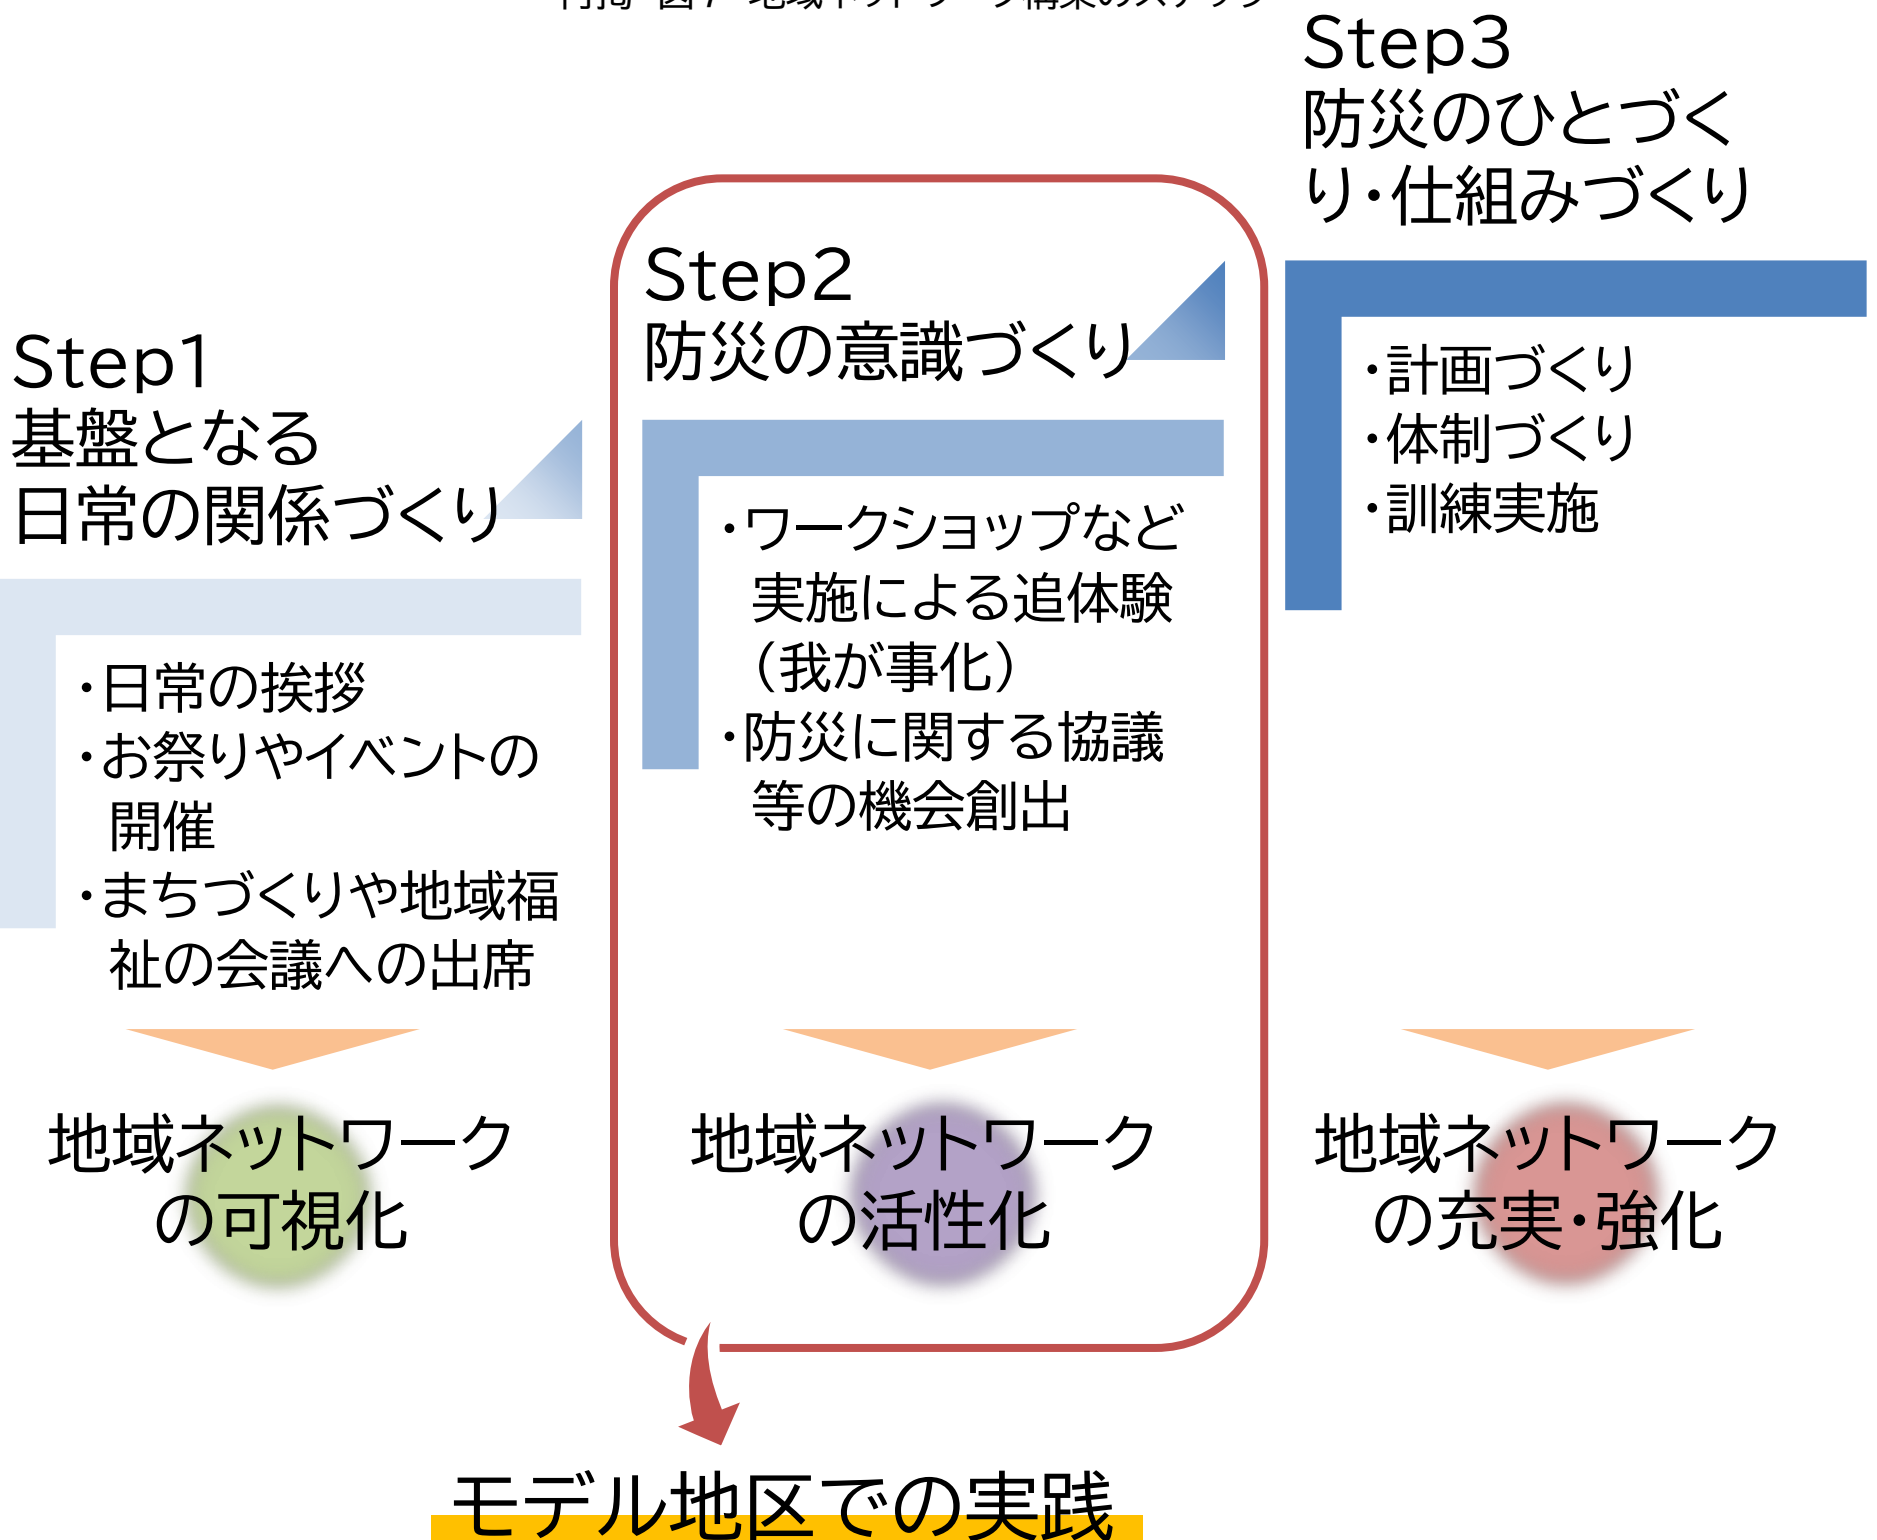 Step1
基盤となる
日常の関係づくり
・日常の挨拶
・お祭りやイベントの
開催
・まちづくりや地域福
祉の会議への出席
地域ネットワーク
の可視化
Step2
防災の意識づくり
・ワークショップなど
実施による追体験
（我が事化）
・防災に関する協議
等の機会創出
地域ネットワーク
の活性化
Step3
防災のひとづく
り・仕組みづくり
・計画づくり
・体制づくり
・訓練実施
地域ネットワーク
の充実・強化
モデル地区での実践